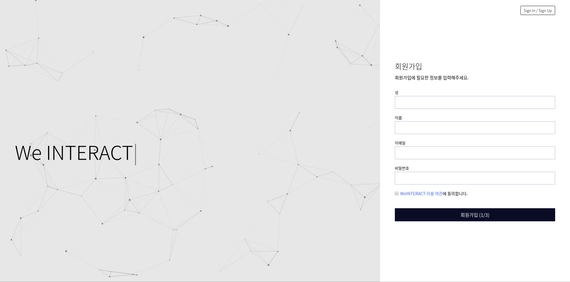 Sign In / Sign Up
회원가입
회원가입에 필요한 정보를 입력해주세요.
성
이름
We INTERACT
이메일
비밀번호
WeINTERACT 이용 약관에 동의합니다.
회원가입 (1/3)